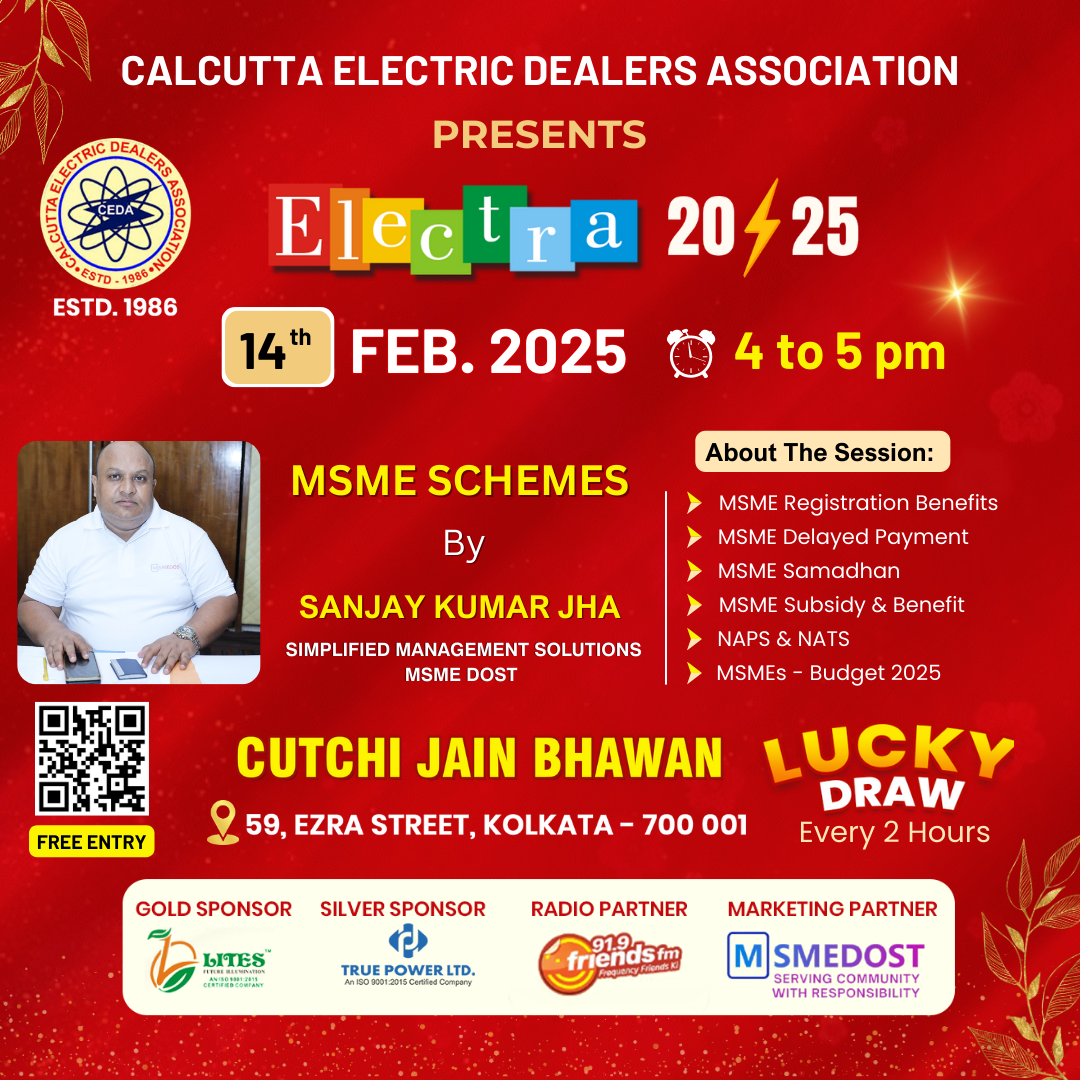 CALCUTTA ELECTRIC DEALERS ASSOCIATION
PRESENTS
CALCUTTA ELECTRIC DEALERS ASSOCIATION
CEDA
• ESTD - 1986 •
ESTD. 1986
Electra 20 25
14th FEB. 2025 4 to 5 pm
MSME SCHEMES
By
SANJAY KUMAR JHA
SIMPLIFIED MANAGEMENT SOLUTIONS
MSME DOST
About The Session:
MSME Registration Benefits
MSME Delayed Payment
MSME Samadhan
MSME Subsidy & Benefit
NAPS & NATS
MSMEs - Budget 2025
FREE ENTRY
CUTCHI JAIN BHAWAN
59, EZRA STREET, KOLKATA – 700 001
LUCKY
DRAW
Every 2 Hours
GOLD SPONSOR
LITES™
FUTURE ILLUMINATION
AN ISO 9001:2015
CERTIFIED COMPANY
SILVER SPONSOR
TRUE POWER LTD.
An ISO 9001:2015 Certified Company
RADIO PARTNER
91.9
friendsfm
Frequency Friends Ki
MARKETING PARTNER
MSMEDOST
SERVING COMMUNITY
WITH RESPONSIBILITY